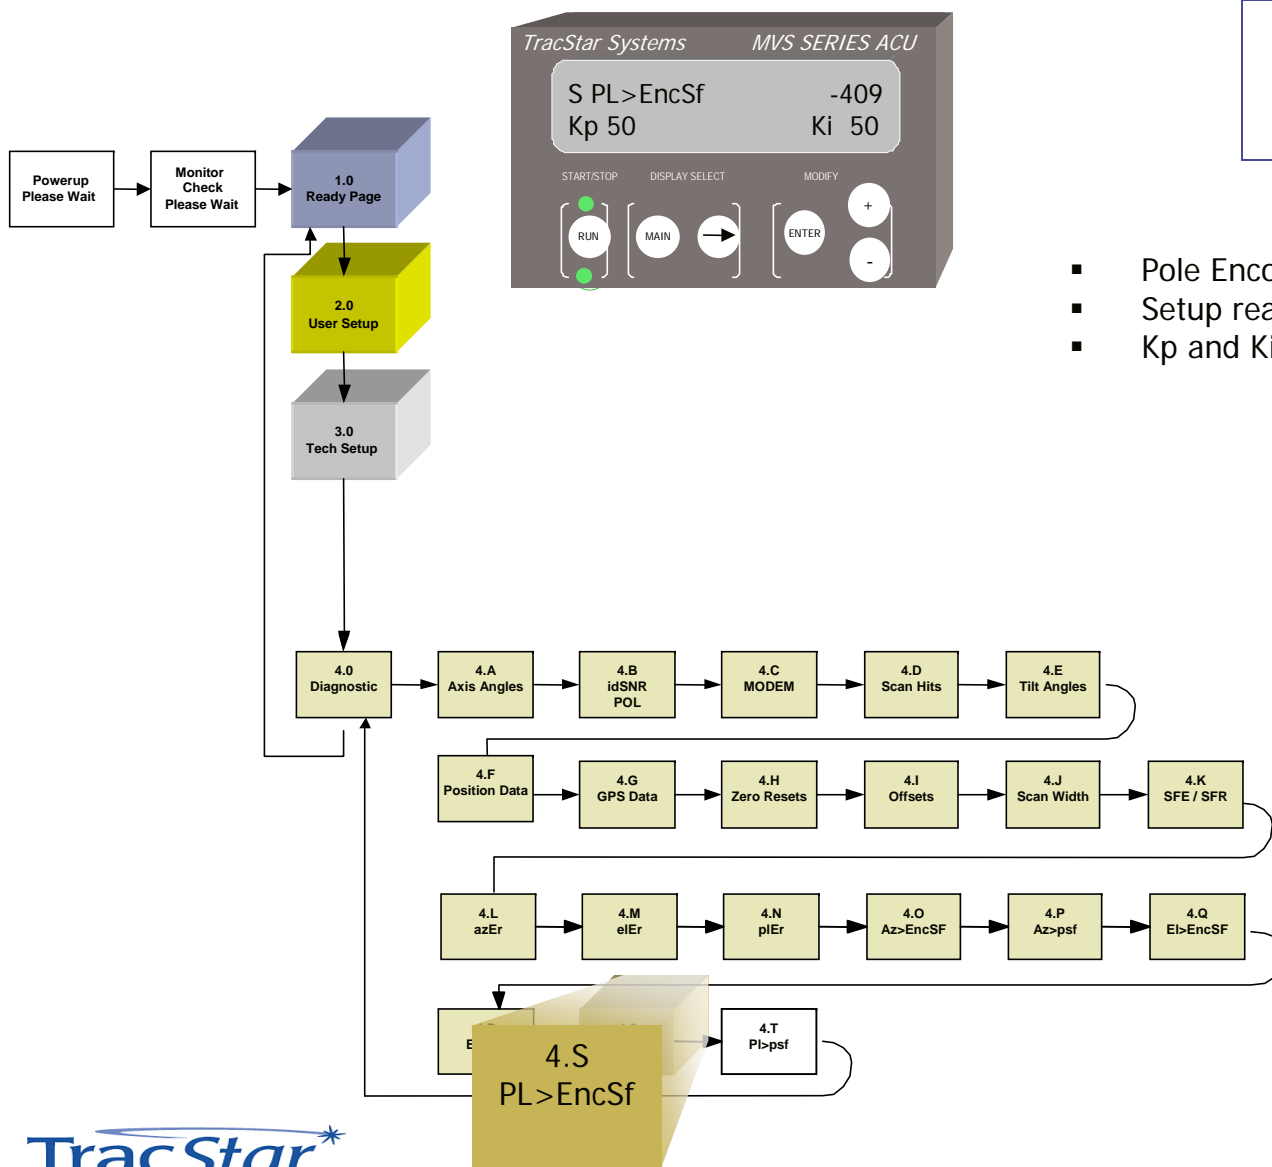 TracStar Systems MVS SERIES ACU
S PL>EncSf -409
Kp 50 Ki 50
START/STOP DISPLAY SELECT MODIFY
RUN MAIN ENTER + -
Powerup
Please Wait
Monitor
Check
Please Wait
1.0
Ready Page
2.0
User Setup
3.0
Tech Setup
▪ Pole Enco
▪ Setup rea
▪ Kp and Ki
4.0
Diagnostic
4.A
Axis Angles
4.B
idSNR
POL
4.C
MODEM
4.D
Scan Hits
4.E
Tilt Angles
4.F
Position Data
4.G
GPS Data
4.H
Zero Resets
4.I
Offsets
4.J
Scan Width
4.K
SFE / SFR
4.L
azEr
4.M
elEr
4.N
plEr
4.O
Az>EncSF
4.P
Az>psf
4.Q
El>EncSF
4.S
PL>EncSf
4.T
Pl>psf
TracStar